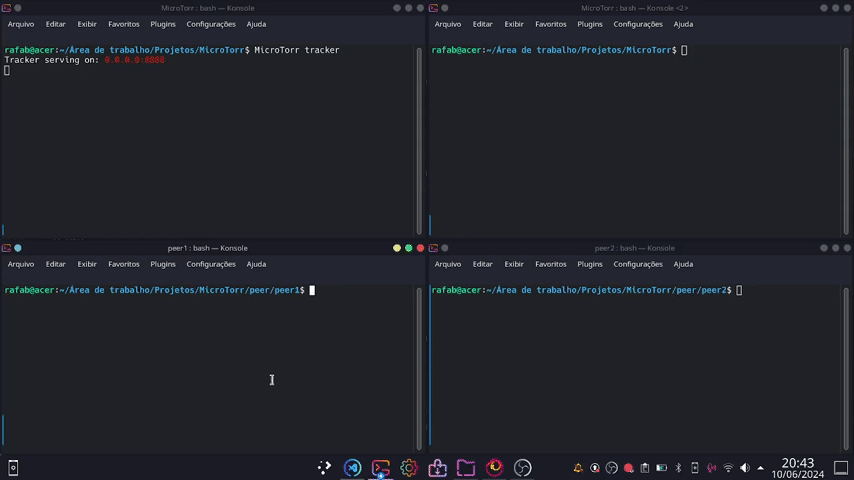 MicroTorr : bash — Konsole
Arquivo Editar Exibir Favoritos Plugins Configurações Ajuda
rafab@acer:~/Área de trabalho/Projetos/MicroTorr$ MicroTorr tracker
Tracker serving on: 0.0.0.0:8888
MicroTorr : bash — Konsole <2>
Arquivo Editar Exibir Favoritos Plugins Configurações Ajuda
rafab@acer:~/Área de trabalho/Projetos/MicroTorr$
peer1 : bash — Konsole
Arquivo Editar Exibir Favoritos Plugins Configurações Ajuda
rafab@acer:~/Área de trabalho/Projetos/MicroTorr/peer/peer1$
peer2 : bash — Konsole
Arquivo Editar Exibir Favoritos Plugins Configurações Ajuda
rafab@acer:~/Área de trabalho/Projetos/MicroTorr/peer/peer2$
20:43
10/06/2024